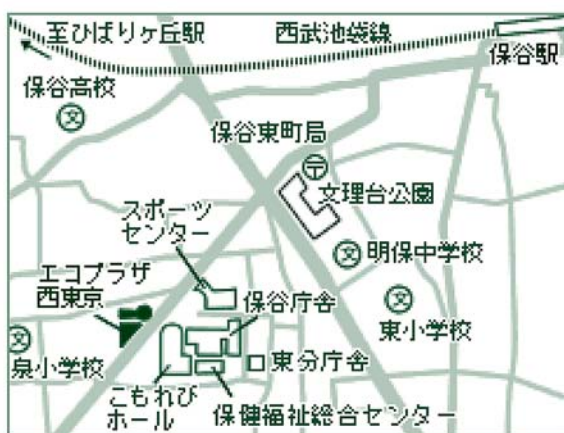 至ひばりヶ丘駅
西武池袋線
保谷駅
保谷高校
文
保谷東町局
〒
文理台公園
スポーツ
センター
文
明保中学校
エコプラザ
西東京
保谷庁舎
文
東小学校
文
泉小学校
東分庁舎
こもれび
ホール
保健福祉総合センター